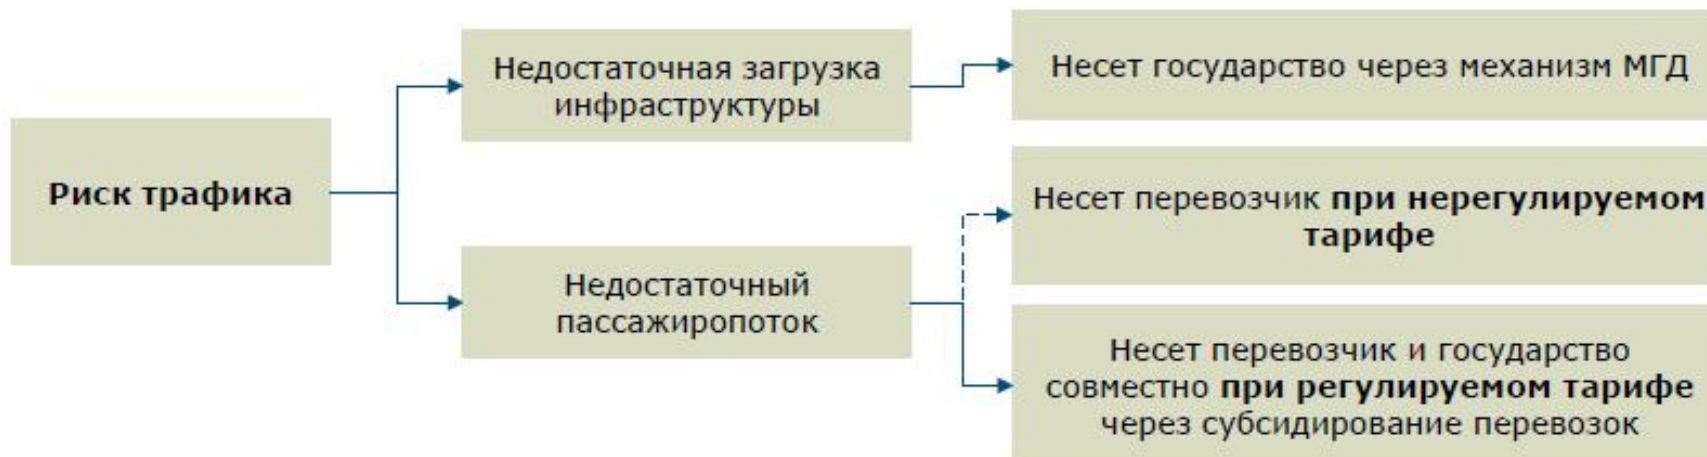 Риск трафика
Недостаточная загрузка
инфраструктуры
Недостаточный
пассажиропоток
Несет государство через механизм МГД
Несет перевозчик при нерегулируемом
тарифе
Несет перевозчик и государство
совместно при регулируемом тарифе
через субсидирование перевозок